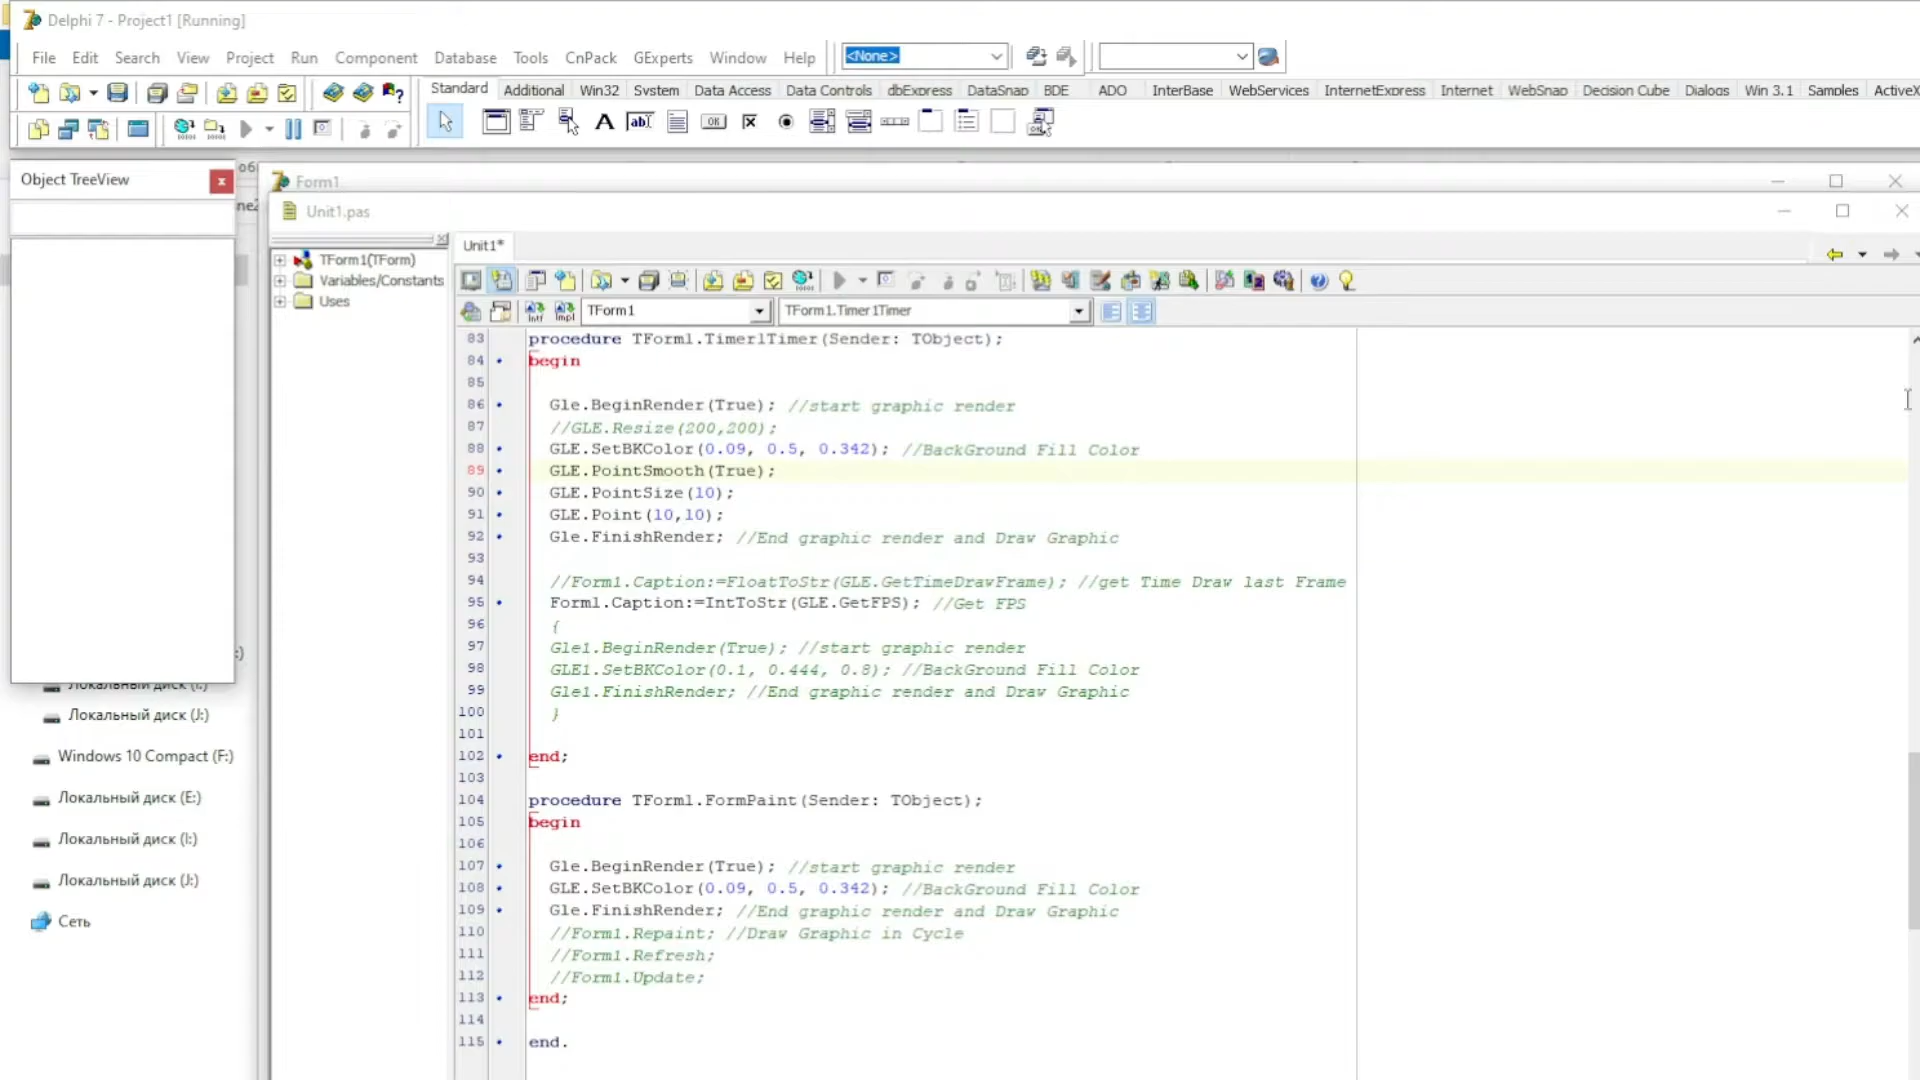 Delphi 7 - Project1 [Running]
File Edit Search View Project Run Component Database Tools CnPack GExperts Window Help <None>
Standard Additional Win32 System Data Access Data Controls dbExpress DataSnap BDE ADO InterBase WebServices InternetExpress Internet WebSnap Decision Cube Dialogs Win 3.1 Samples ActiveX
Object TreeView
Form1
Unit1.pas
Unit1*
TForm1(TForm)
Variables/Constants
Uses
TForm1 TForm1.Timer1Timer
83 procedure TForm1.Timer1Timer(Sender: TObject);
84 begin
85
86 Gle.BeginRender(True); //start graphic render
87 //GLE.Resize(200,200);
88 GLE.SetBKColor(0.09, 0.5, 0.342); //BackGround Fill Color
89 GLE.PointSmooth(True);
90 GLE.PointSize(10);
91 GLE.Point(10,10);
92 Gle.FinishRender; //End graphic render and Draw Graphic
93
94 //Form1.Caption:=FloatToStr(GLE.GetTimeDrawFrame); //get Time Draw last Frame
95 Form1.Caption:=IntToStr(GLE.GetFPS); //Get FPS
96 {
97 Gle1.BeginRender(True); //start graphic render
98 GLE1.SetBKColor(0.1, 0.444, 0.8); //BackGround Fill Color
99 Gle1.FinishRender; //End graphic render and Draw Graphic
100 }
101
102 end;
103
104 procedure TForm1.FormPaint(Sender: TObject);
105 begin
106
107 Gle.BeginRender(True); //start graphic render
108 GLE.SetBKColor(0.09, 0.5, 0.342); //BackGround Fill Color
109 Gle.FinishRender; //End graphic render and Draw Graphic
110 //Form1.Repaint; //Draw Graphic in Cycle
111 //Form1.Refresh;
112 //Form1.Update;
113 end;
114
115 end.
Локальный диск (J:)
Windows 10 Compact (F:)
Локальный диск (E:)
Локальный диск (I:)
Локальный диск (J:)
Сеть